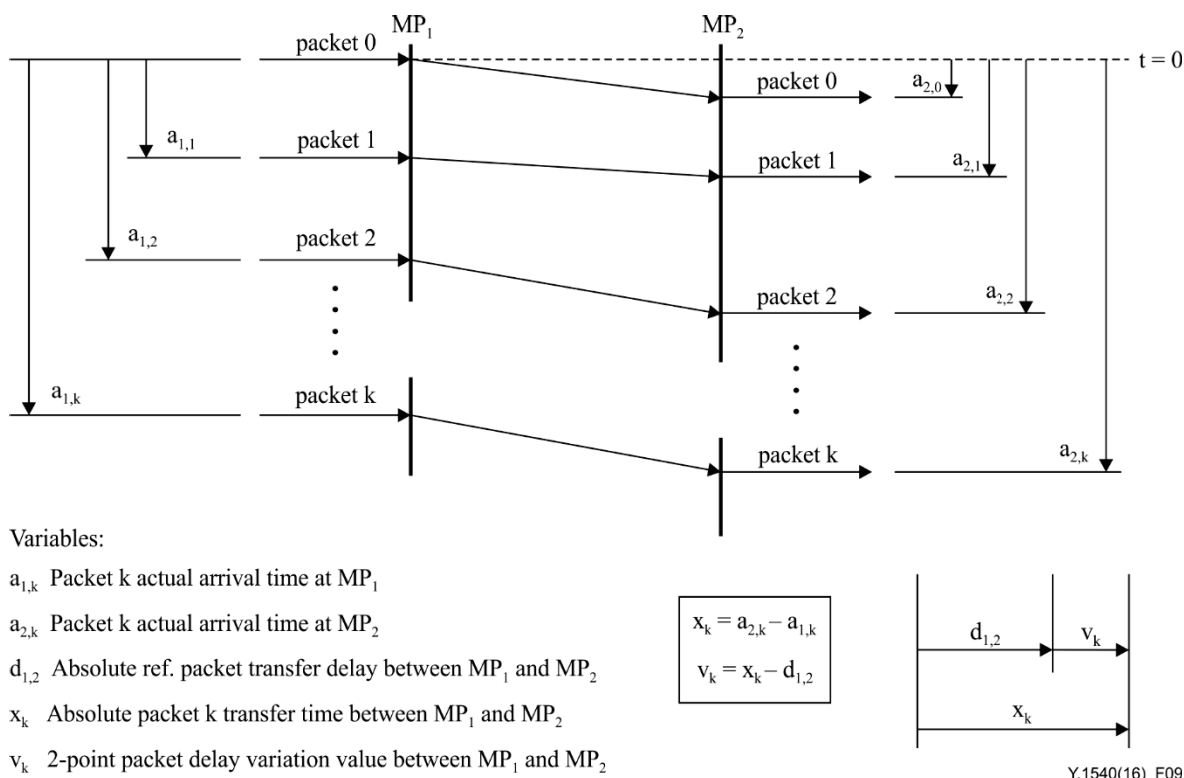 MP₁ MP₂
packet 0
t = 0
packet 0 a₂,₀
a₁,₁ packet 1
packet 1 a₂,₁
a₁,₂ packet 2
packet 2 a₂,₂
a₁,ₖ packet k
packet k a₂,ₖ
Variables:
a₁,ₖ Packet k actual arrival time at MP₁
a₂,ₖ Packet k actual arrival time at MP₂
d₁,₂ Absolute ref. packet transfer delay between MP₁ and MP₂
xₖ Absolute packet k transfer time between MP₁ and MP₂
vₖ 2-point packet delay variation value between MP₁ and MP₂
xₖ = a₂,ₖ – a₁,ₖ
vₖ = xₖ – d₁,₂
d₁,₂ vₖ
xₖ
Y.1540(16)_F09